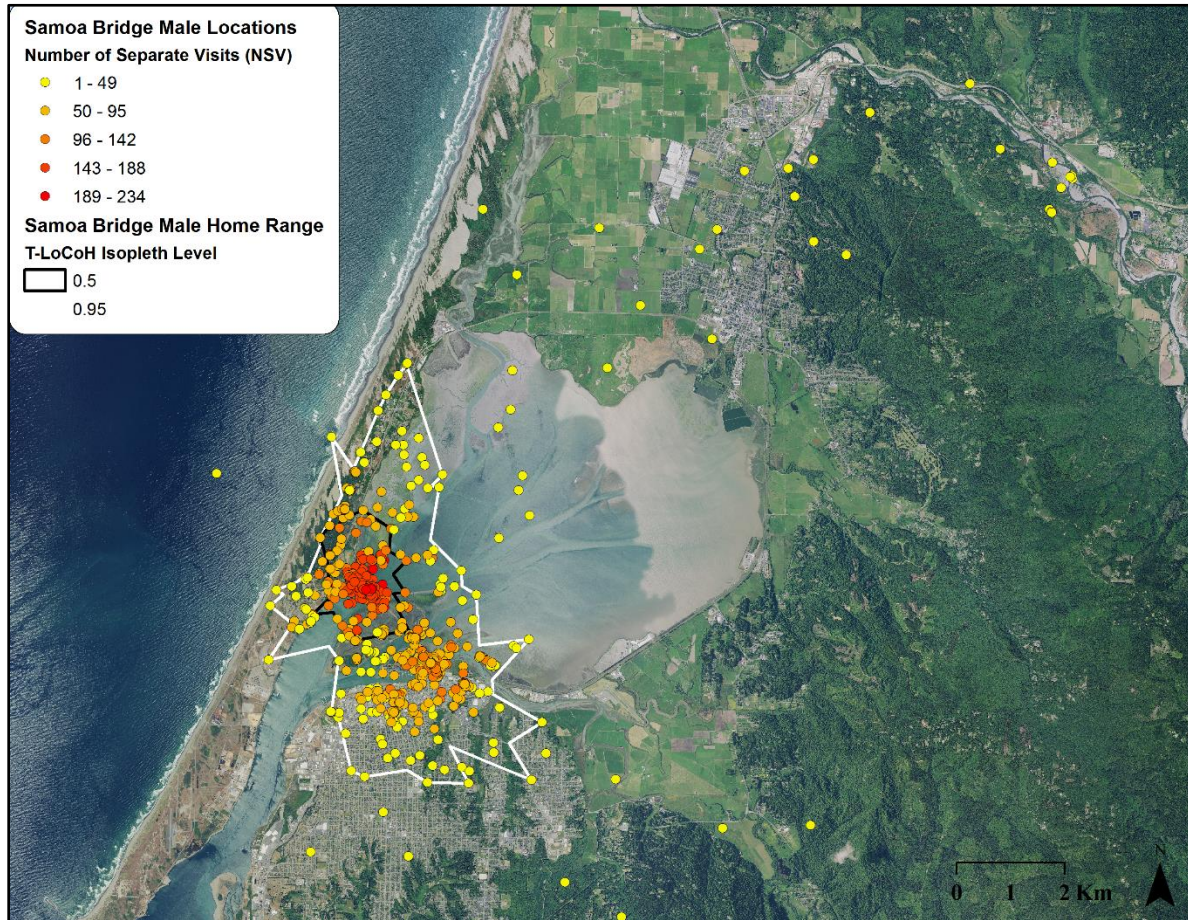 Samoa Bridge Male Locations
Number of Separate Visits (NSV)
1 - 49
50 - 95
96 - 142
143 - 188
189 - 234
Samoa Bridge Male Home Range
T-LoCoH Isopleth Level
0.5
0.95
N
0 1 2 Km